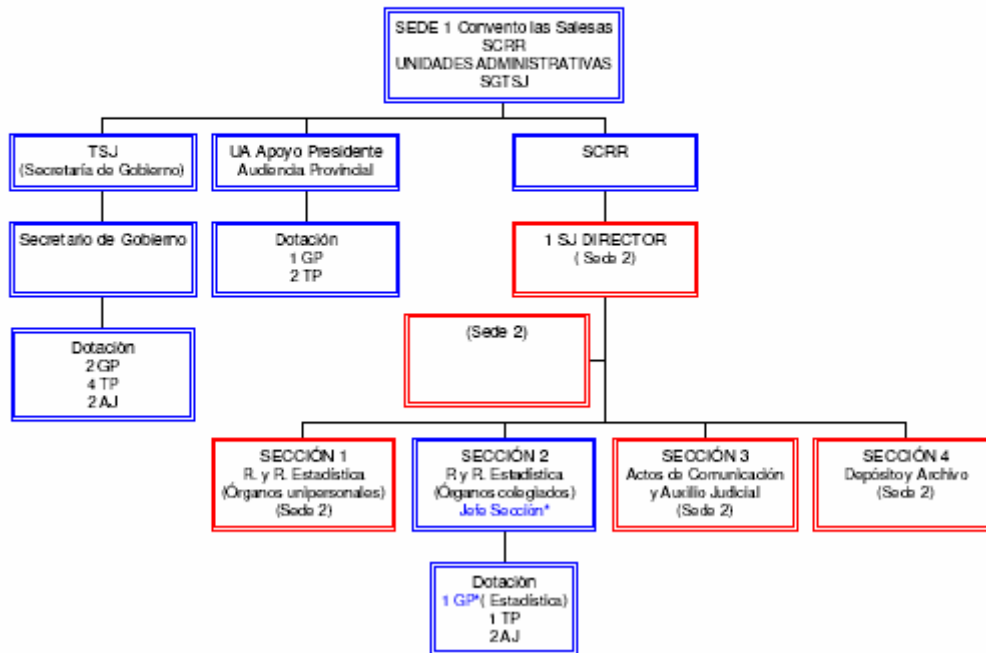 SEDE 1 Convento las Salesas
SCRR
UNIDADES ADMINISTRATIVAS
SGTSJ
TSJ
(Secretaría de Gobierno)
UA Apoyo Presidente
Audiencia Provincial
SCRR
Secretario de Gobierno
Dotación
1 GP
2 TP
1 SJ DIRECTOR
( Sede 2)
(Sede 2)
Dotación
2 GP
4 TP
2 AJ
SECCIÓN 1
R. y R. Estadística
(Órganos unipersonales)
(Sede 2)
SECCIÓN 2
R y R. Estadística
(Órganos colegiados)
Jefe Sección*
SECCIÓN 3
Actos de Comunicación
y Auxilio Judicial
(Sede 2)
SECCIÓN 4
Depósito y Archivo
(Sede 2)
Dotación
1 GP*( Estadística)
1 TP
2 AJ